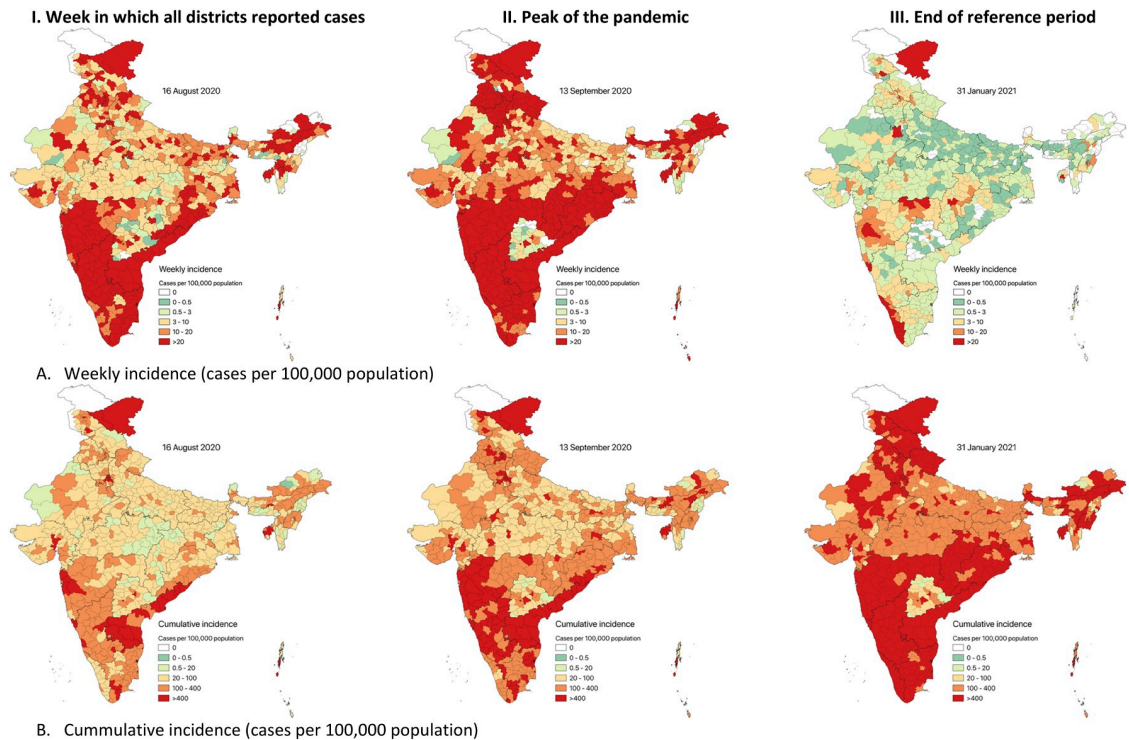 I. Week in which all districts reported cases
II. Peak of the pandemic
III. End of reference period
16 August 2020
13 September 2020
31 January 2021
Weekly incidence
Cases per 100,000 population
0
0 - 0.5
0.5 - 3
3 - 10
10 - 20
>20
Weekly incidence
Cases per 100,000 population
0
0 - 0.5
0.5 - 3
3 - 10
10 - 20
>20
Weekly incidence
Cases per 100,000 population
0
0 - 0.5
0.5 - 3
3 - 10
10 - 20
>20
A. Weekly incidence (cases per 100,000 population)
16 August 2020
13 September 2020
31 January 2021
Cumulative incidence
Cases per 100,000 population
0
0 - 0.5
0.5 - 20
20 - 100
100 - 400
>400
Cumulative incidence
Cases per 100,000 population
0
0 - 0.5
0.5 - 20
20 - 100
100 - 400
>400
Cumulative incidence
Cases per 100,000 population
0
0 - 0.5
0.5 - 20
20 - 100
100 - 400
>400
B. Cummulative incidence (cases per 100,000 population)